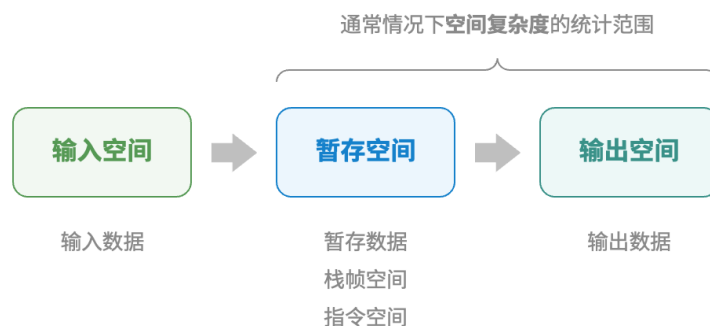 通常情况下空间复杂度的统计范围
输入空间
暂存空间
输出空间
输入数据
暂存数据
输出数据
栈帧空间
指令空间